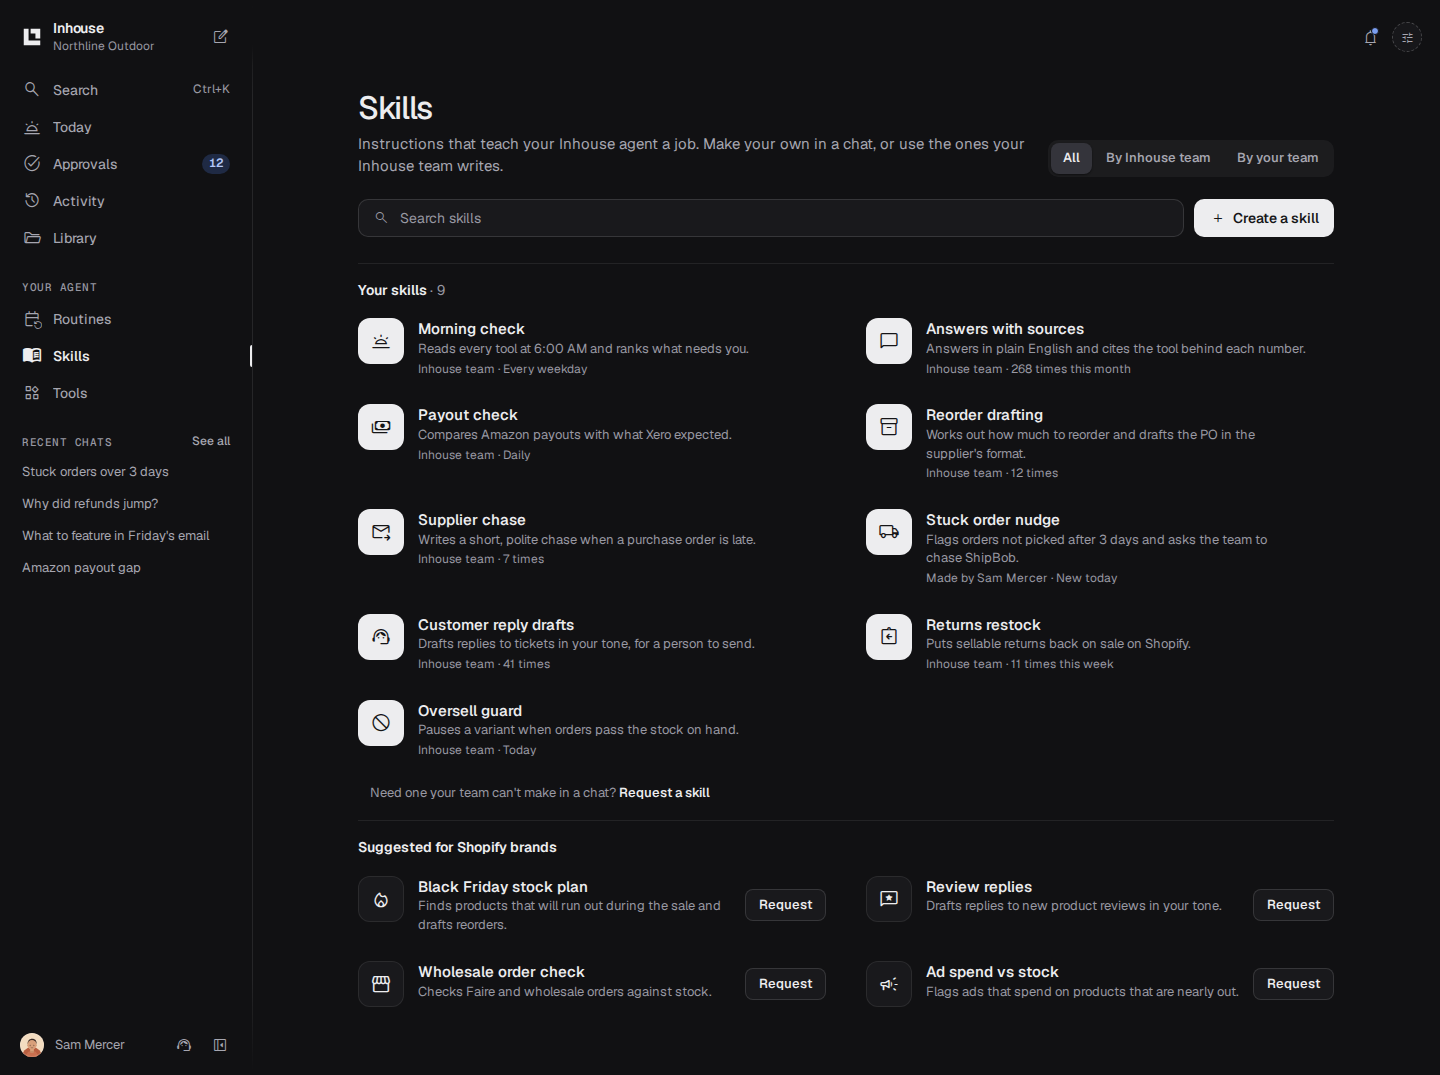 Inhouse
Northline Outdoor
Search
Ctrl+K
Today
Approvals
12
Activity
Library
YOUR AGENT
Routines
Skills
Tools
RECENT CHATS
See all
Stuck orders over 3 days
Why did refunds jump?
What to feature in Friday's email
Amazon payout gap
Sam Mercer
Skills
Instructions that teach your Inhouse agent a job. Make your own in a chat, or use the ones your
Inhouse team writes.
All
By Inhouse team
By your team
Search skills
+ Create a skill
Your skills · 9
Morning check
Reads every tool at 6:00 AM and ranks what needs you.
Inhouse team · Every weekday
Answers with sources
Answers in plain English and cites the tool behind each number.
Inhouse team · 268 times this month
Payout check
Compares Amazon payouts with what Xero expected.
Inhouse team · Daily
Reorder drafting
Works out how much to reorder and drafts the PO in the
supplier's format.
Inhouse team · 12 times
Supplier chase
Writes a short, polite chase when a purchase order is late.
Inhouse team · 7 times
Stuck order nudge
Flags orders not picked after 3 days and asks the team to
chase ShipBob.
Made by Sam Mercer · New today
Customer reply drafts
Drafts replies to tickets in your tone, for a person to send.
Inhouse team · 41 times
Returns restock
Puts sellable returns back on sale on Shopify.
Inhouse team · 11 times this week
Oversell guard
Pauses a variant when orders pass the stock on hand.
Inhouse team · Today
Need one your team can't make in a chat? Request a skill
Suggested for Shopify brands
Black Friday stock plan
Finds products that will run out during the sale and
drafts reorders.
Request
Review replies
Drafts replies to new product reviews in your tone.
Request
Wholesale order check
Checks Faire and wholesale orders against stock.
Request
Ad spend vs stock
Flags ads that spend on products that are nearly out.
Request